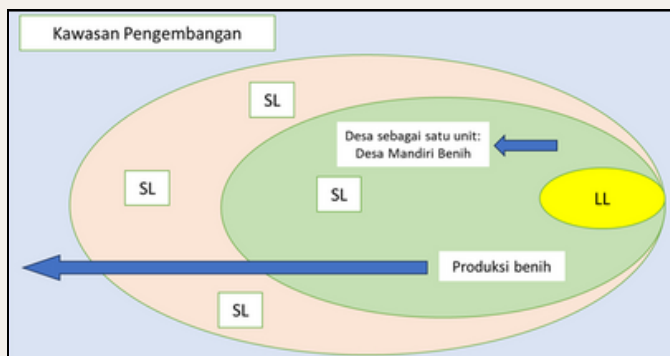 Kawasan Pengembangan
SL
Desa sebagai satu unit:
Desa Mandiri Benih
SL
SL
LL
Produksi benih
SL